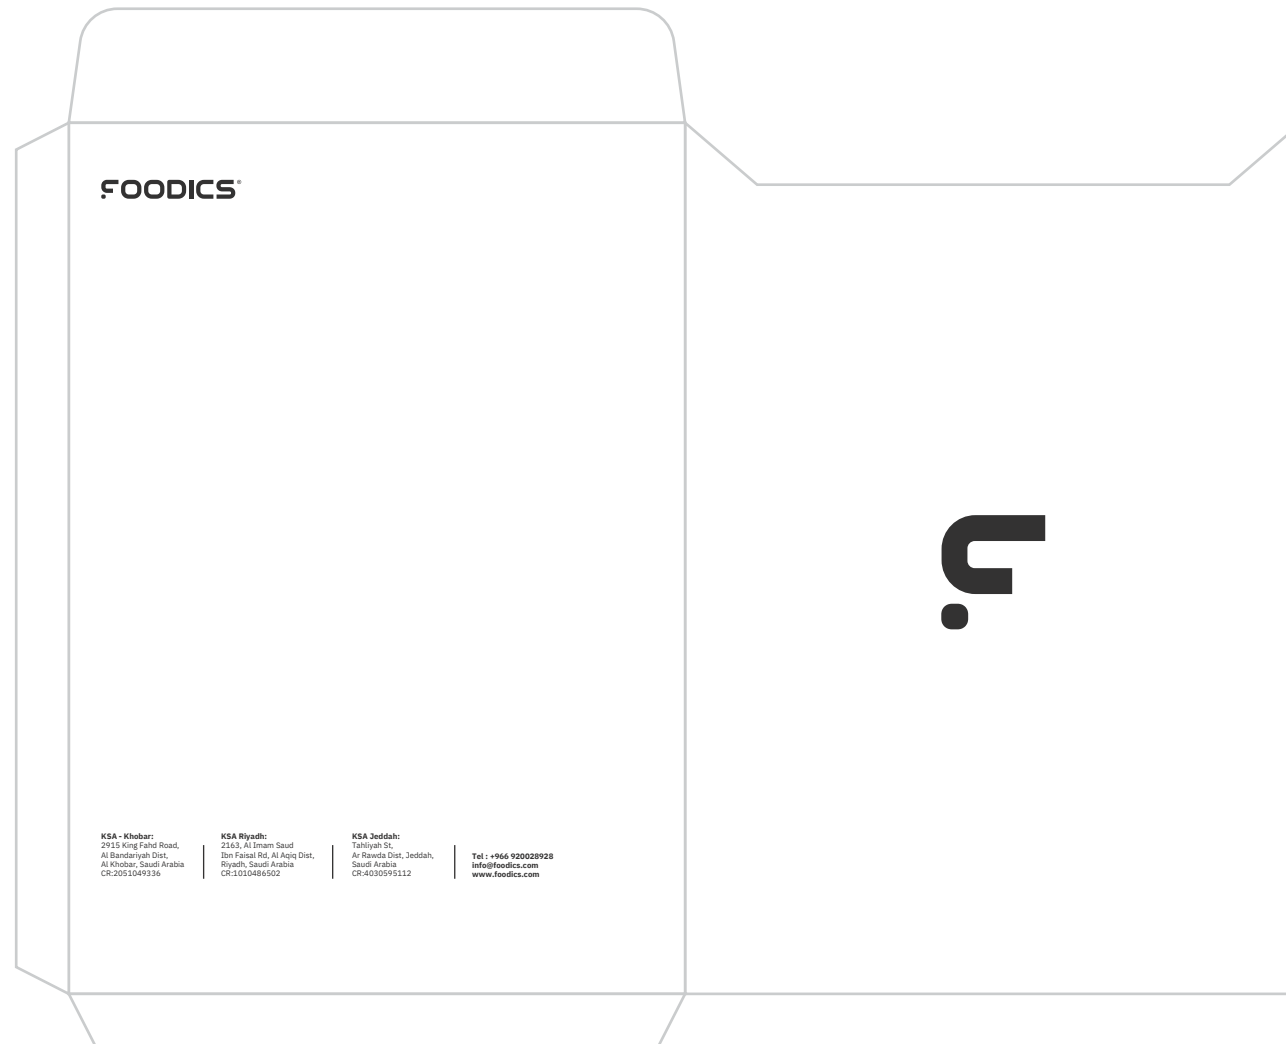 FOODICS®
KSA - Khobar:
2915 King Fahd Road,
Al Bandariyah Dist,
Al Khobar, Saudi Arabia
CR:2051049336
KSA Riyadh:
2163, Al Imam Saud
Ibn Faisal Rd, Al Aqiq Dist,
Riyadh, Saudi Arabia
CR:1010486502
KSA Jeddah:
Tahliyah St,
Ar Rawda Dist, Jeddah,
Saudi Arabia
CR:4030595112
Tel : +966 920028928
info@foodics.com
www.foodics.com